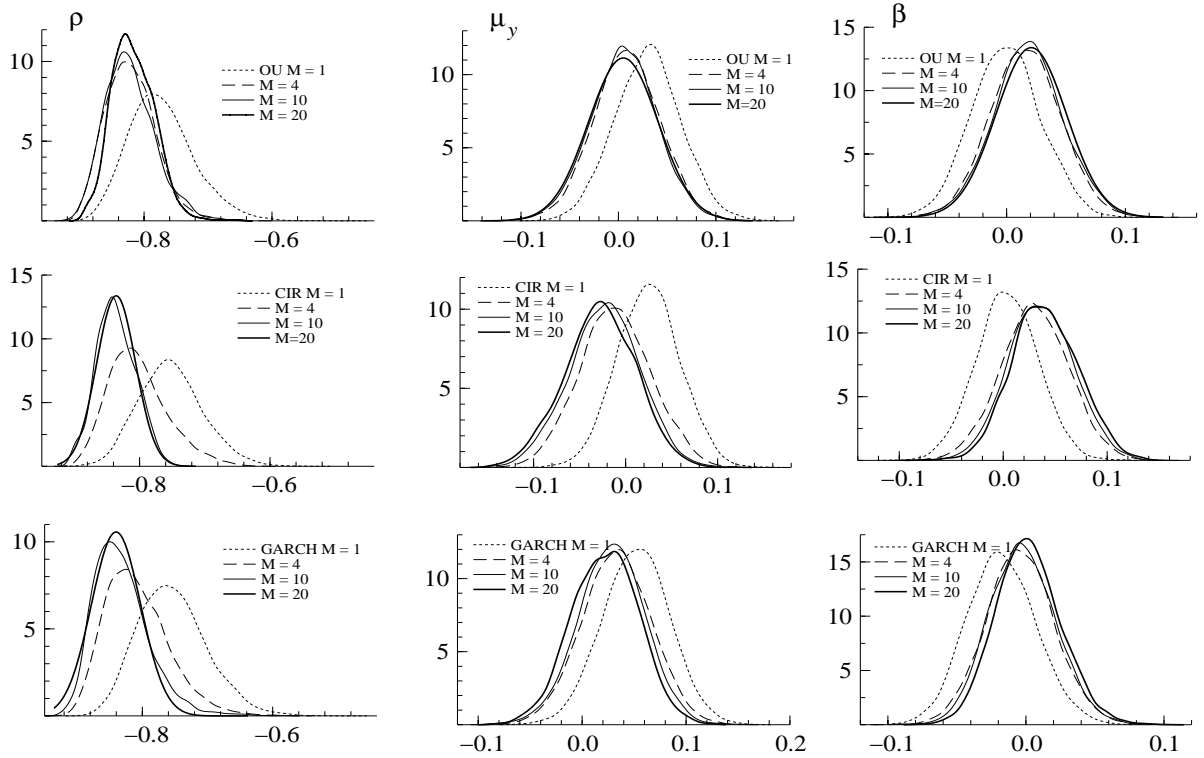 ρ
μy
β
10
5
OU M = 1
M = 4
M = 10
M = 20
−0.8
−0.6
10
5
OU M = 1
M = 4
M = 10
M=20
−0.1
0.0
0.1
15
10
5
OU M = 1
M = 4
M = 10
M=20
−0.1
0.0
0.1
15
10
5
CIR M = 1
M = 4
M = 10
M=20
−0.8
−0.6
10
5
CIR M = 1
M = 4
M = 10
M = 20
−0.1
0.0
0.1
15
10
5
CIR M = 1
M = 4
M = 10
M = 20
−0.1
0.0
0.1
10
5
GARCH M = 1
M = 4
M = 10
M = 20
−0.8
−0.6
10
5
GARCH M = 1
M = 4
M = 10
M = 20
−0.1
0.0
0.1
0.2
15
10
5
GARCH M = 1
M = 4
M = 10
M = 20
−0.1
0.0
0.1